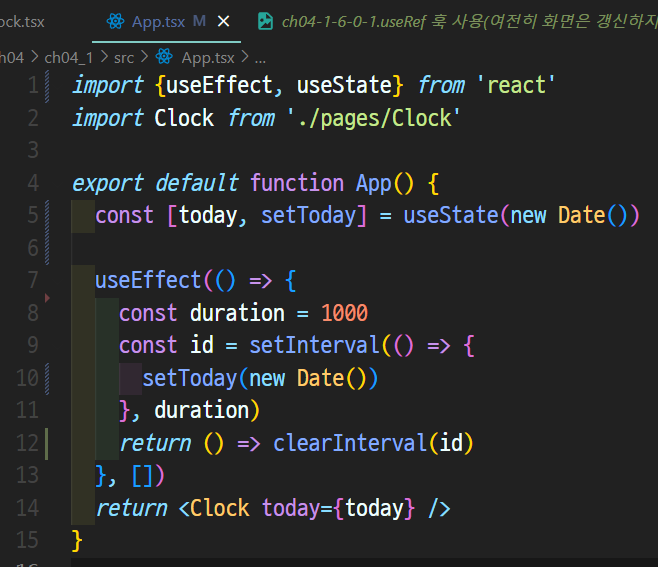 ock.tsx App.tsx M × ch04-1-6-0-1.useRef 훅 사용(여전히 화면은 갱신하지
h04 > ch04_1 > src > App.tsx > ...
1 import {useEffect, useState} from 'react'
2 import Clock from './pages/Clock'
3
4 export default function App() {
5 const [today, setToday] = useState(new Date())
6
7 useEffect(() => {
8 const duration = 1000
9 const id = setInterval(() => {
10 setToday(new Date())
11 }, duration)
12 return () => clearInterval(id)
13 }, [])
14 return <Clock today={today} />
15 }
16